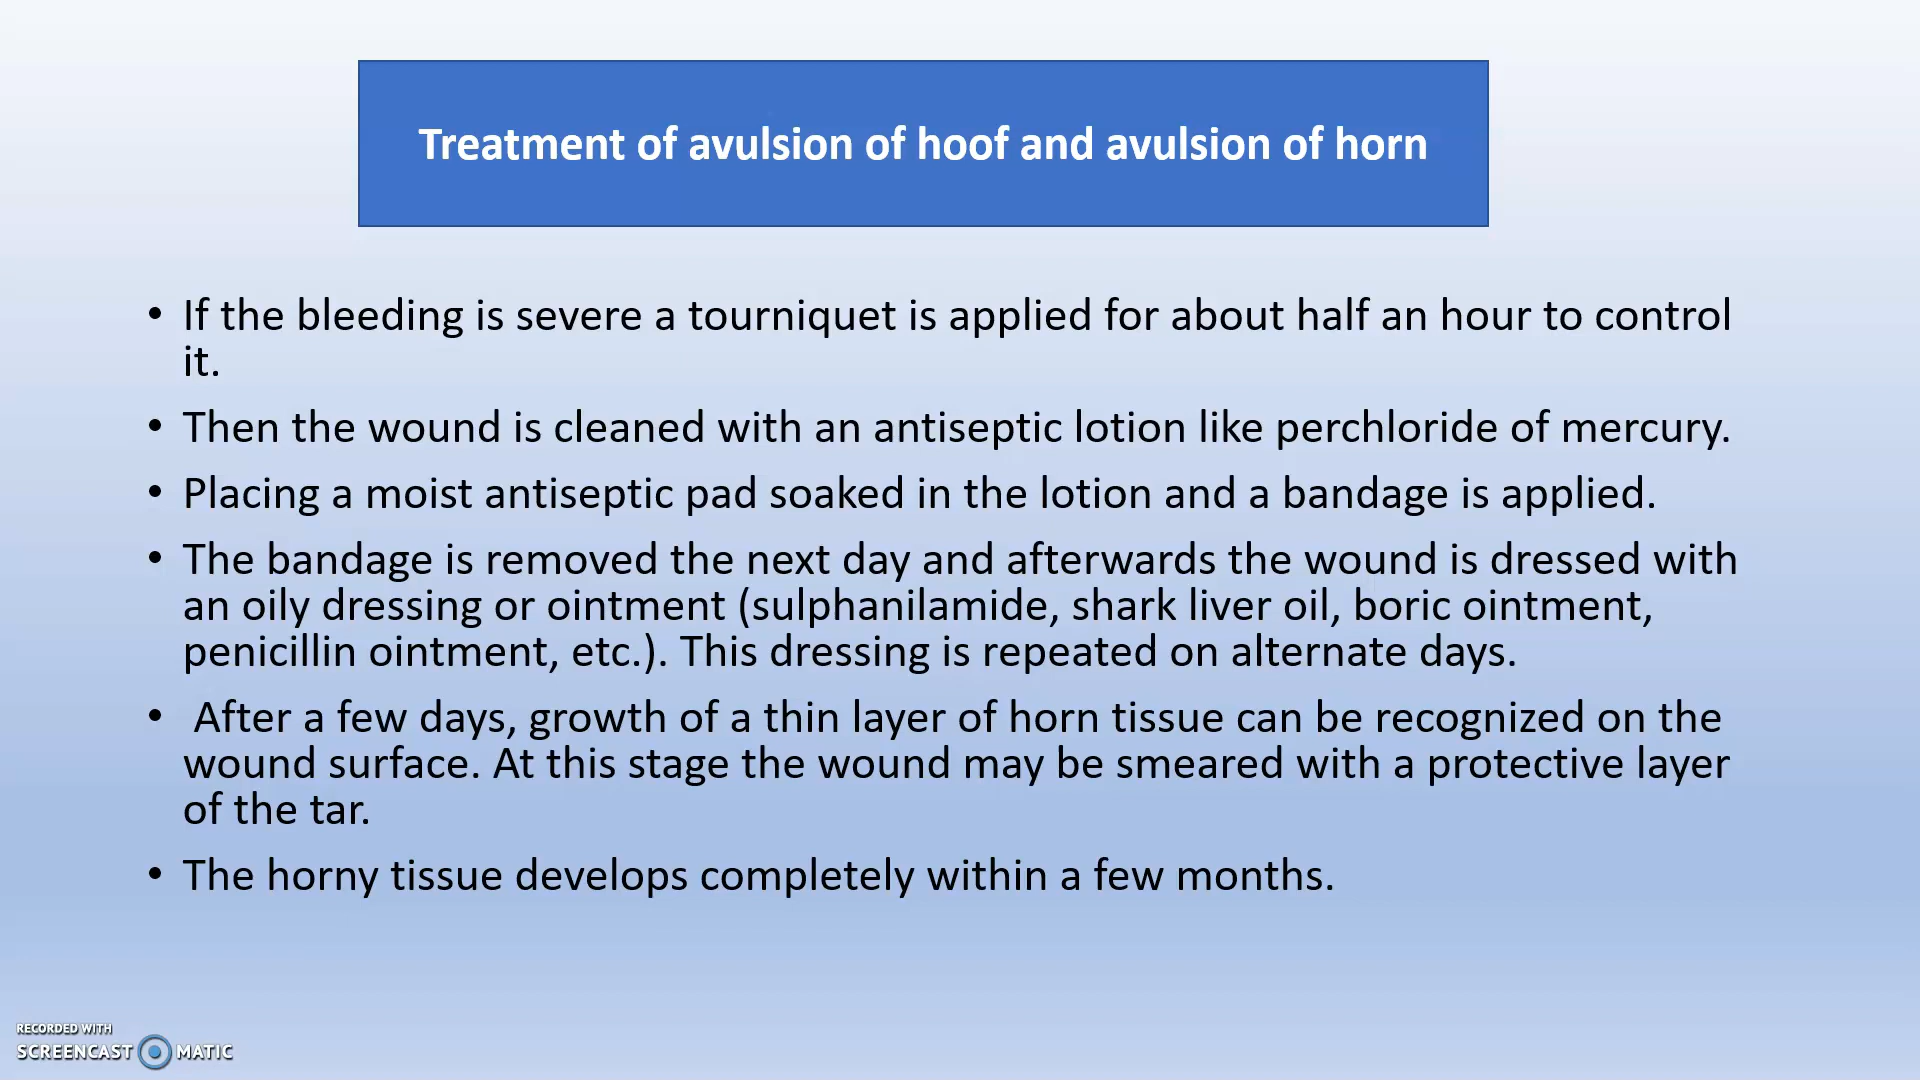 Treatment of avulsion of hoof and avulsion of horn
• If the bleeding is severe a tourniquet is applied for about half an hour to control
it.
• Then the wound is cleaned with an antiseptic lotion like perchloride of mercury.
• Placing a moist antiseptic pad soaked in the lotion and a bandage is applied.
• The bandage is removed the next day and afterwards the wound is dressed with
an oily dressing or ointment (sulphanilamide, shark liver oil, boric ointment,
penicillin ointment, etc.). This dressing is repeated on alternate days.
• After a few days, growth of a thin layer of horn tissue can be recognized on the
wound surface. At this stage the wound may be smeared with a protective layer
of the tar.
• The horny tissue develops completely within a few months.
RECORDED WITH
SCREENCAST MATIC